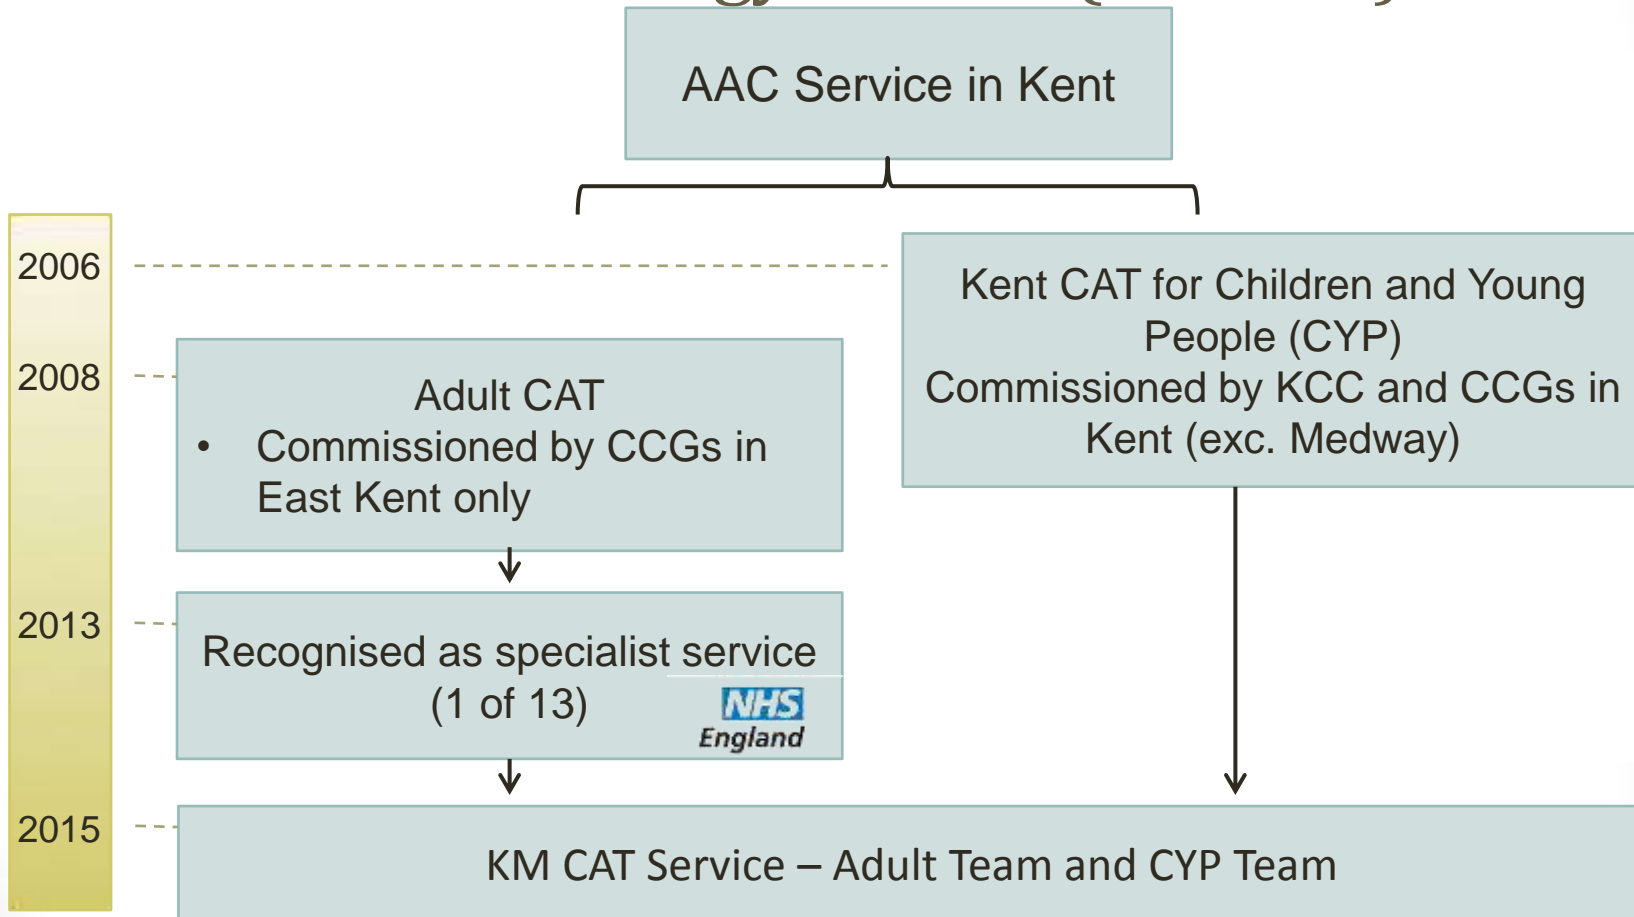 AAC Service in Kent
2006
Kent CAT for Children and Young
People (CYP)
Commissioned by KCC and CCGs in
Kent (exc. Medway)
2008
Adult CAT
• Commissioned by CCGs in
East Kent only
2013
Recognised as specialist service
(1 of 13)
NHS
England
2015
KM CAT Service – Adult Team and CYP Team